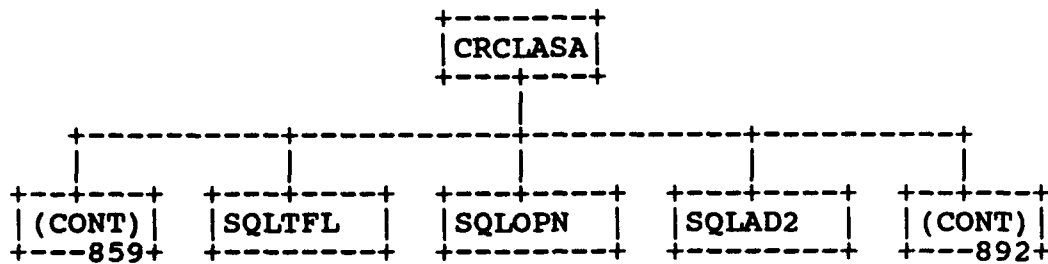 CRCLASA
(CONT) SQLTFL SQLOPN SQLAD2 (CONT)
859 892